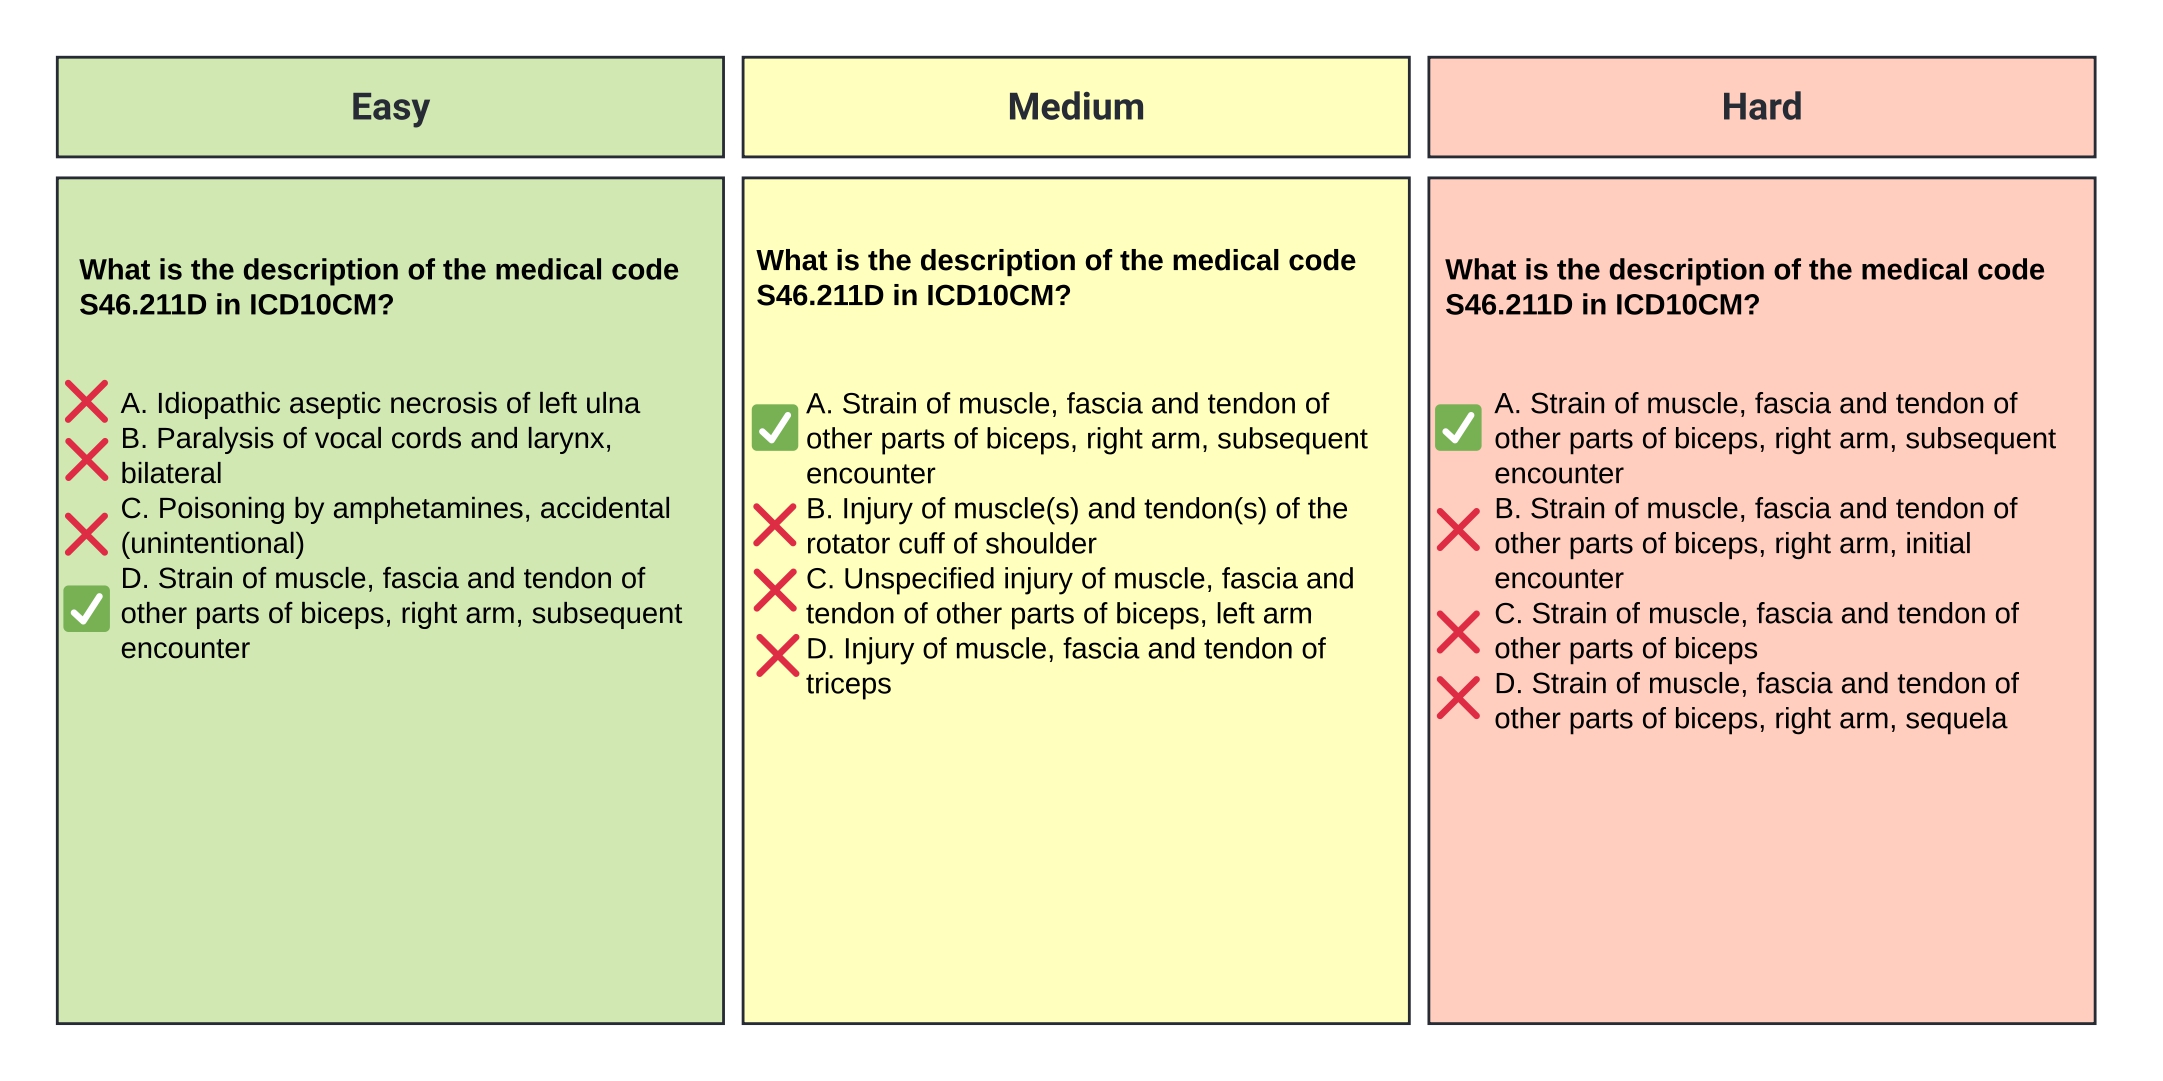 Easy
Medium
Hard
What is the description of the medical code
S46.211D in ICD10CM?
A. Idiopathic aseptic necrosis of left ulna
B. Paralysis of vocal cords and larynx,
bilateral
C. Poisoning by amphetamines, accidental
(unintentional)
D. Strain of muscle, fascia and tendon of
other parts of biceps, right arm, subsequent
encounter
What is the description of the medical code
S46.211D in ICD10CM?
A. Strain of muscle, fascia and tendon of
other parts of biceps, right arm, subsequent
encounter
B. Injury of muscle(s) and tendon(s) of the
rotator cuff of shoulder
C. Unspecified injury of muscle, fascia and
tendon of other parts of biceps, left arm
D. Injury of muscle, fascia and tendon of
triceps
What is the description of the medical code
S46.211D in ICD10CM?
A. Strain of muscle, fascia and tendon of
other parts of biceps, right arm, subsequent
encounter
B. Strain of muscle, fascia and tendon of
other parts of biceps, right arm, initial
encounter
C. Strain of muscle, fascia and tendon of
other parts of biceps
D. Strain of muscle, fascia and tendon of
other parts of biceps, right arm, sequela